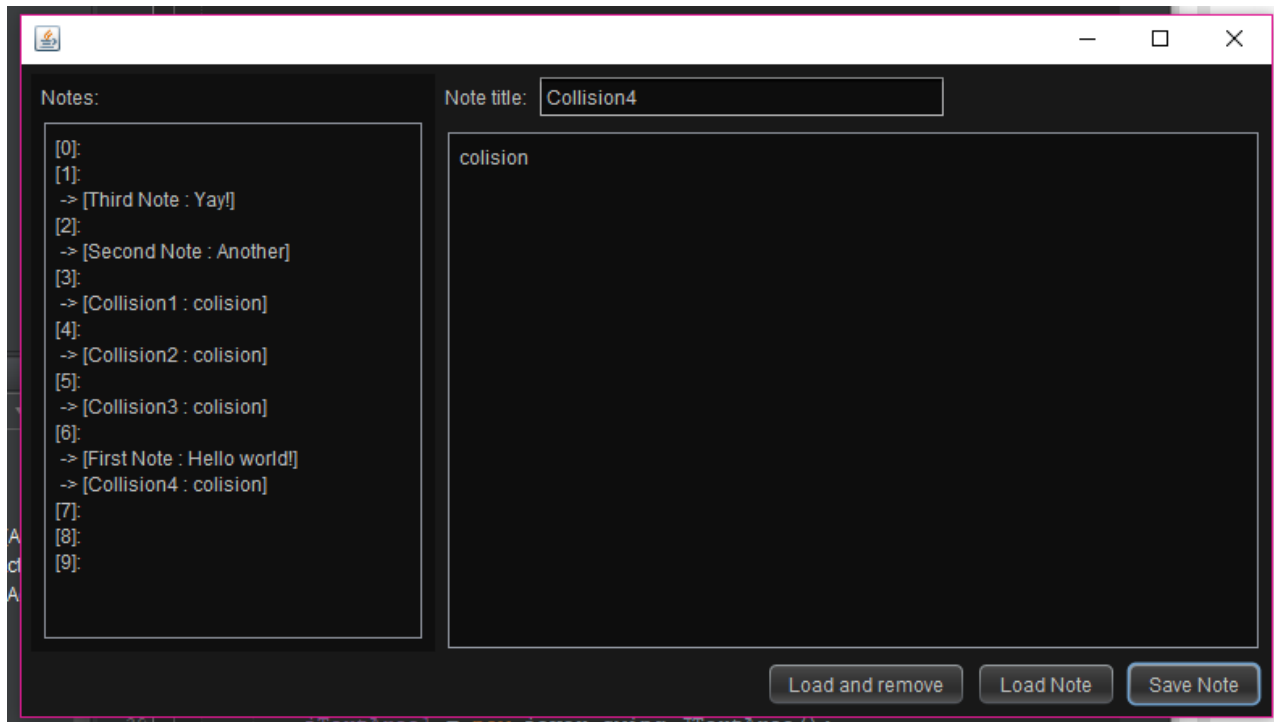 Notes:
[0]:
[1]:
-> [Third Note : Yay!]
[2]:
-> [Second Note : Another]
[3]:
-> [Collision1 : colision]
[4]:
-> [Collision2 : colision]
[5]:
-> [Collision3 : colision]
[6]:
-> [First Note : Hello world!]
-> [Collision4 : colision]
[7]:
[8]:
[9]:
Note title: Collision4
colision
Load and remove Load Note Save Note